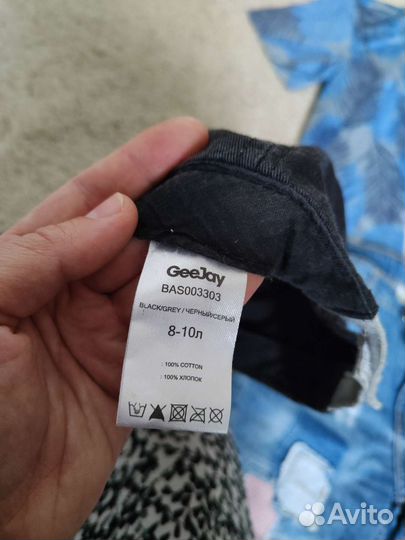 GeeJay
BAS003303
BLACK/GREY / ЧЕРНЫЙ/СЕРЫЙ
8-10л
: 100% COTTON
: 100% ХЛОПОК
Avito